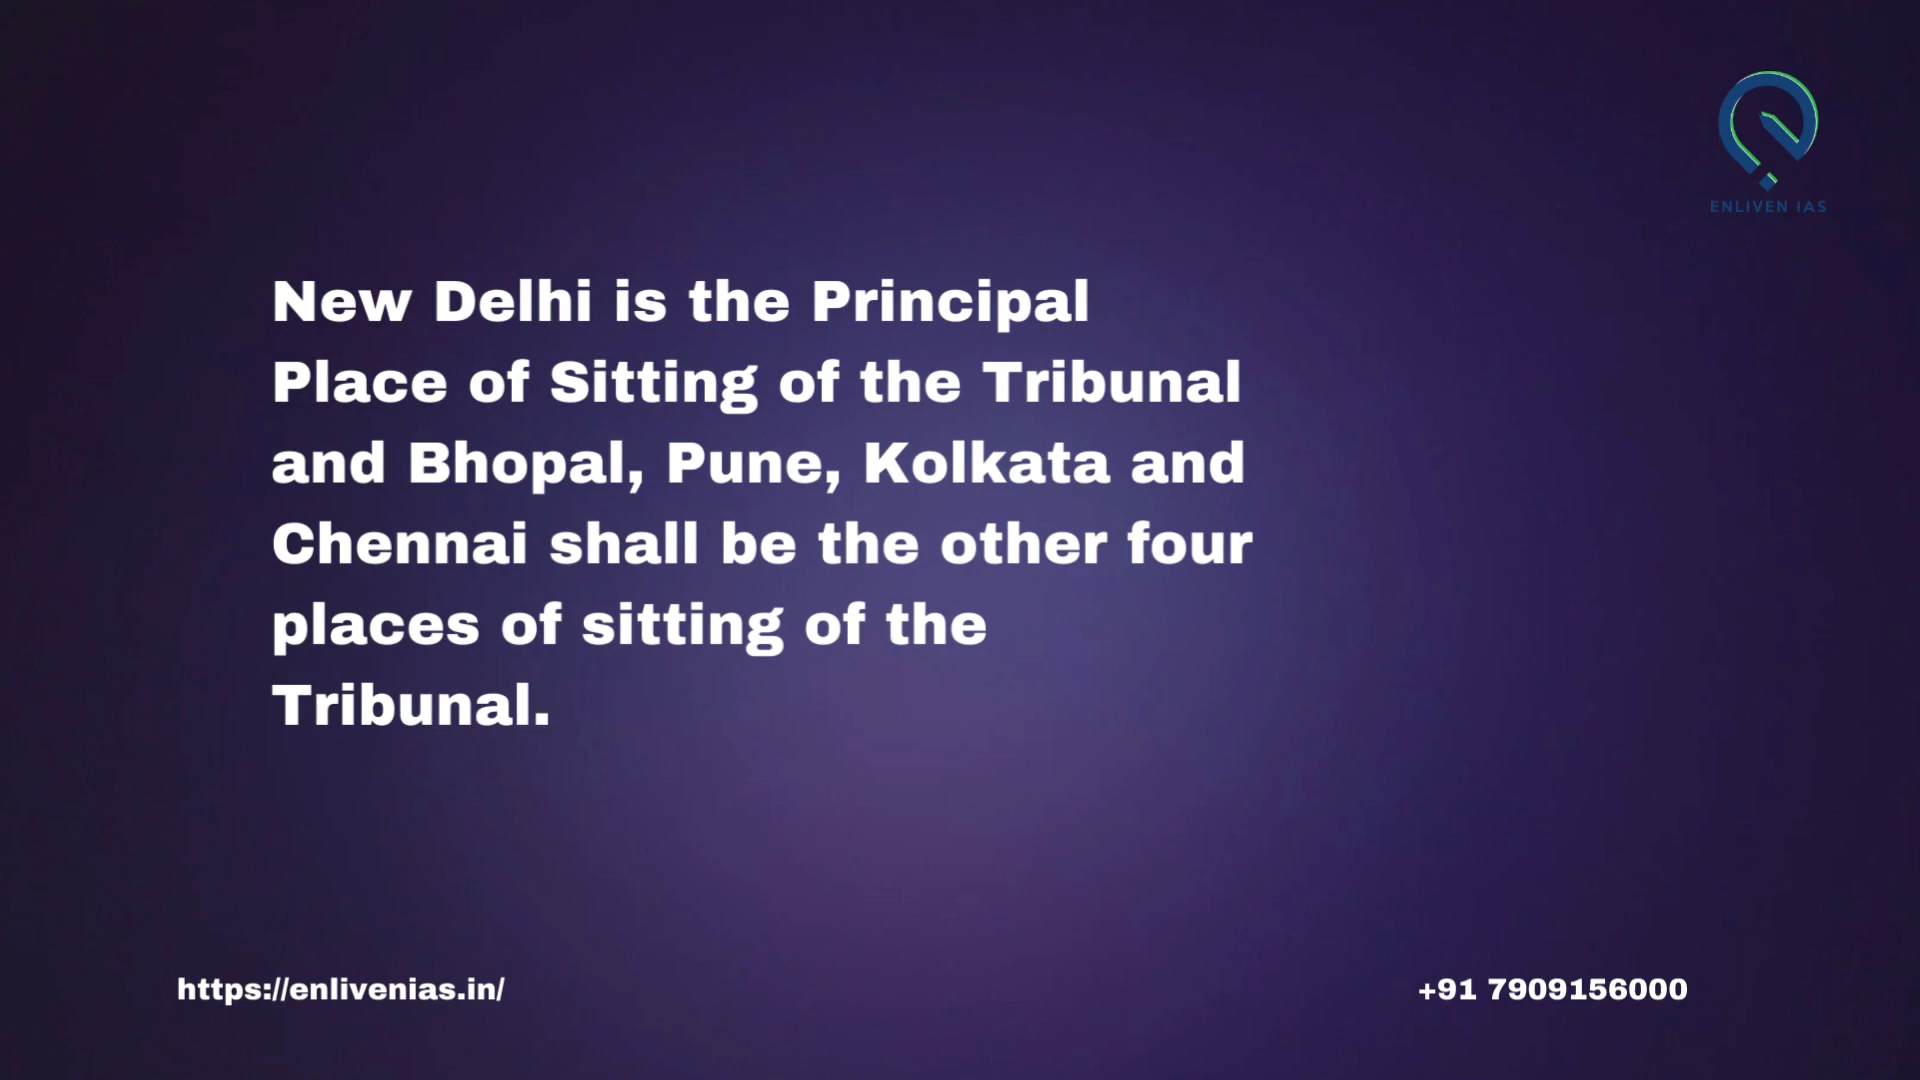 ENLIVEN IAS
New Delhi is the Principal
Place of Sitting of the Tribunal
and Bhopal, Pune, Kolkata and
Chennai shall be the other four
places of sitting of the
Tribunal.
https://enlivenias.in/
+91 7909156000